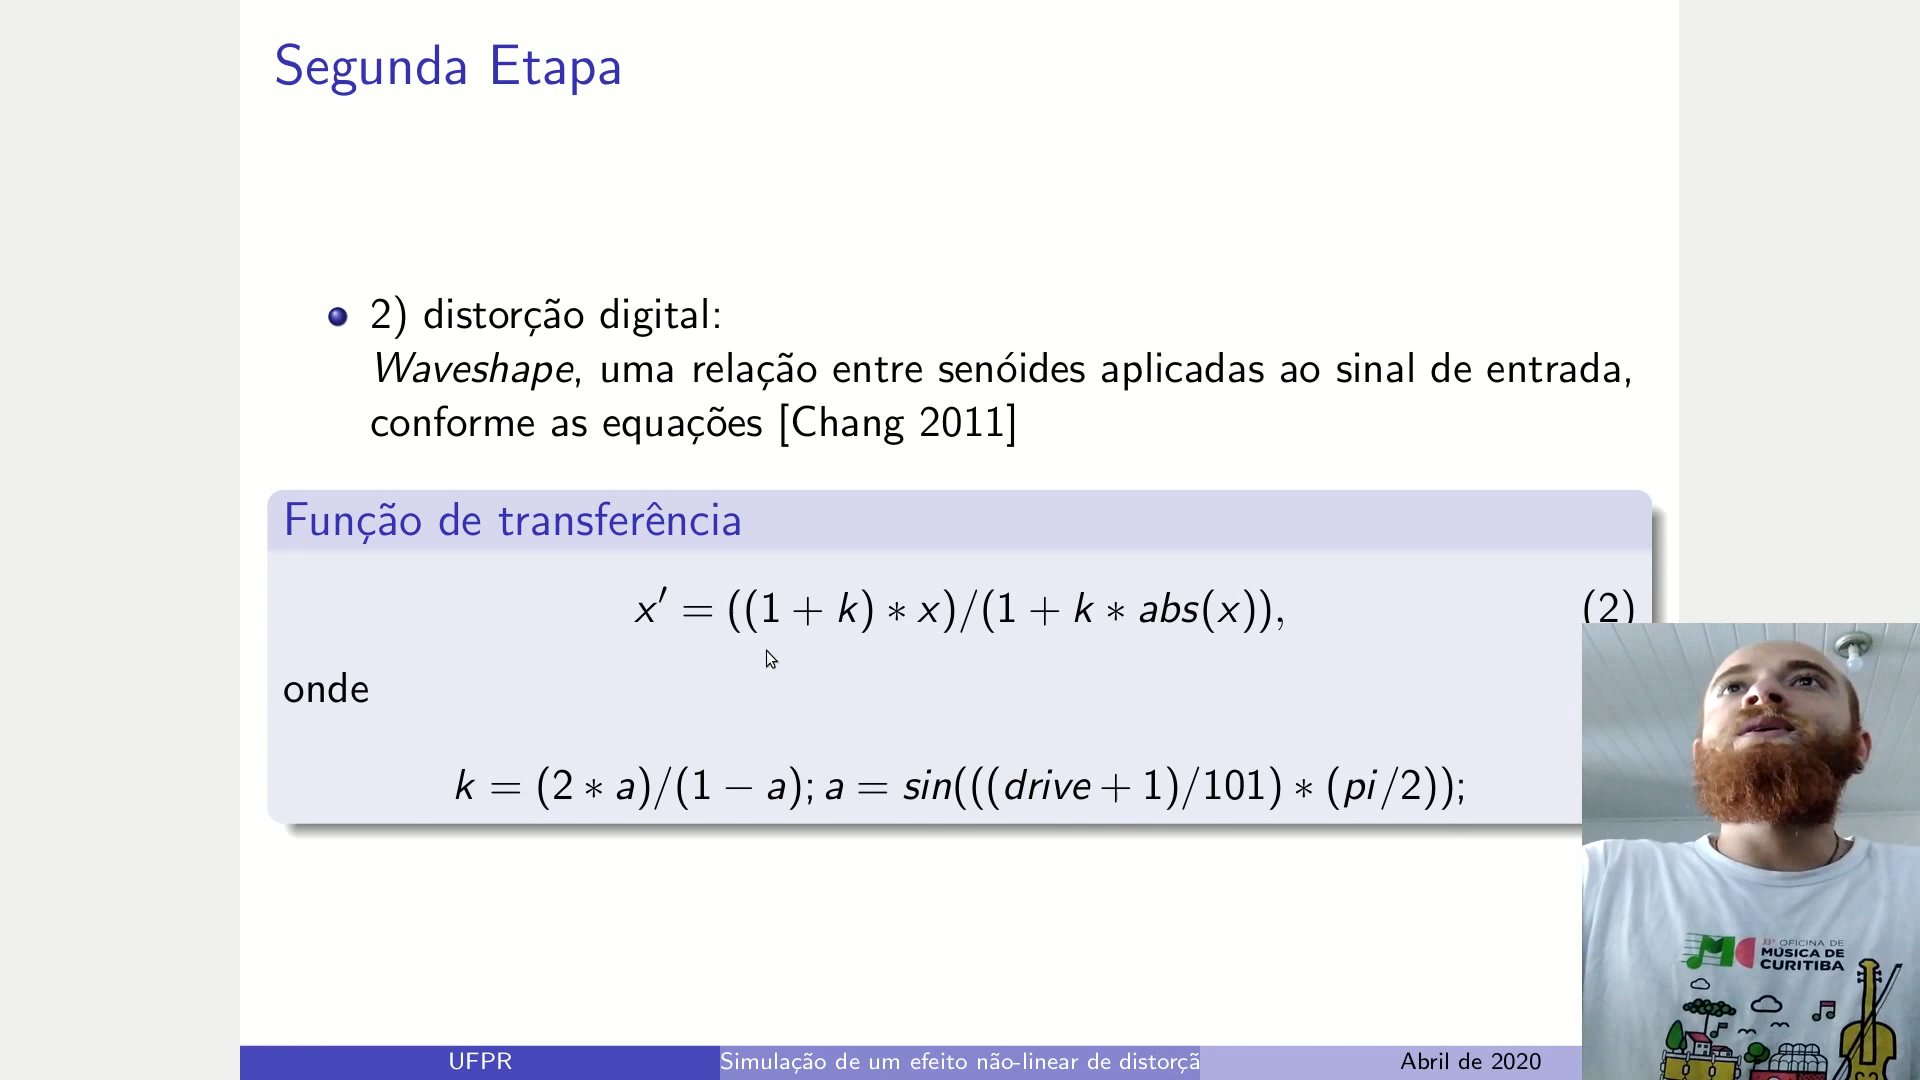 Segunda Etapa
2) distorção digital:
Waveshape, uma relação entre senóides aplicadas ao sinal de entrada,
conforme as equações [Chang 2011]
Função de transferência
x′ = ((1 + k) ∗ x)/(1 + k ∗ abs(x)), (2)
onde
k = (2 ∗ a)/(1 − a); a = sin(((drive + 1)/101) ∗ (pi/2));
OFICINA DE
MÚSICA DE
CURITIBA
UFPR
Simulação de um efeito não-linear de distorçã
Abril de 2020